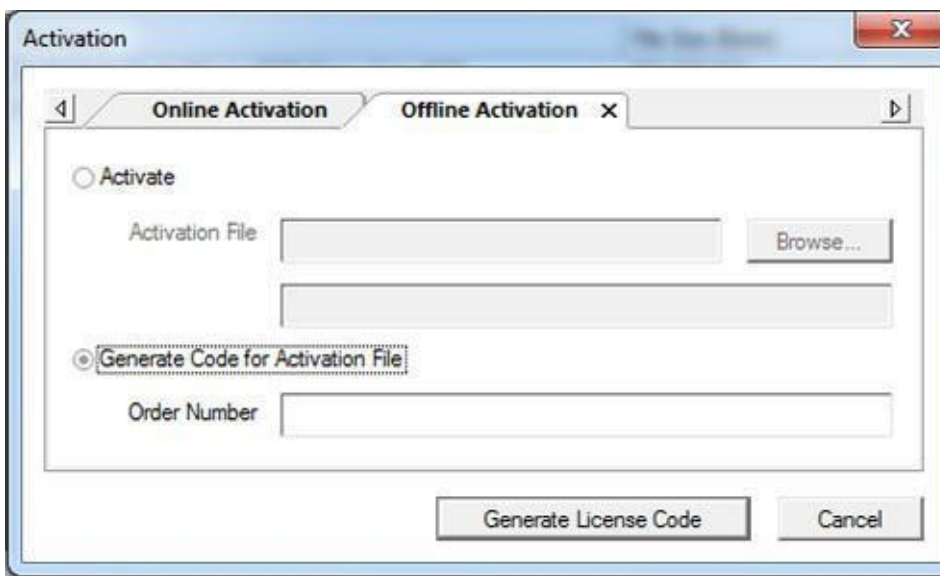 Activation
Online Activation Offline Activation X
Activate
Activation File Browse...
Generate Code for Activation File
Order Number
Generate License Code Cancel